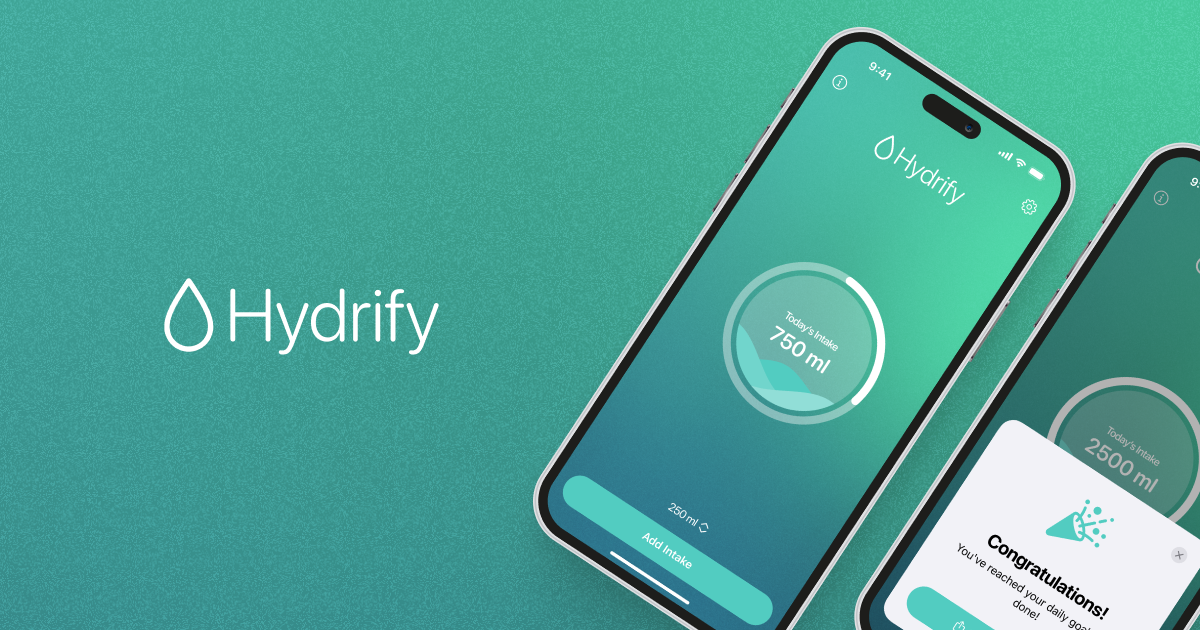 Hydrify
9:41
Hydrify
Today's Intake
750 ml
250 ml
Add Intake
Today's Intake
2500 ml
Congratulations!
You've reached your daily goal
done!